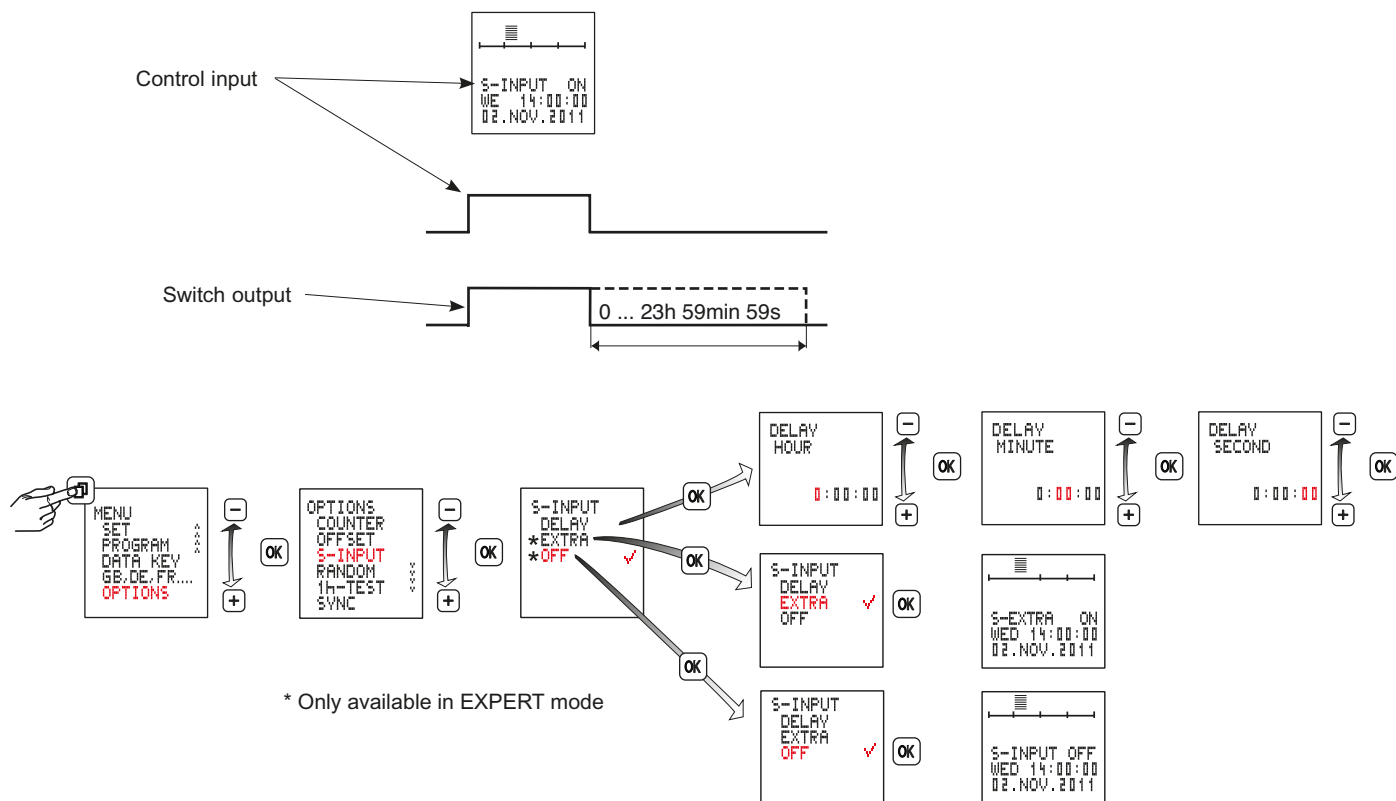 S-INPUT ON
WE 14:00:00
02.NOV.2011
Control input
Switch output
0 ... 23h 59min 59s
MENU
SET
PROGRAM
DATA KEY
GB,DE,FR....
OPTIONS
−
+
OK
OPTIONS
COUNTER
OFFSET
S-INPUT
RANDOM
1h-TEST
SYNC
−
+
OK
S-INPUT
DELAY
*EXTRA
*OFF ✓
OK
OK
OK
DELAY
HOUR
0:00:00
−
+
OK
DELAY
MINUTE
0:00:00
−
+
OK
DELAY
SECOND
0:00:00
−
+
OK
S-INPUT
DELAY
EXTRA ✓
OFF
OK
S-EXTRA ON
WED 14:00:00
02.NOV.2011
S-INPUT
DELAY
EXTRA
OFF ✓
OK
S-INPUT OFF
WED 14:00:00
02.NOV.2011
* Only available in EXPERT mode